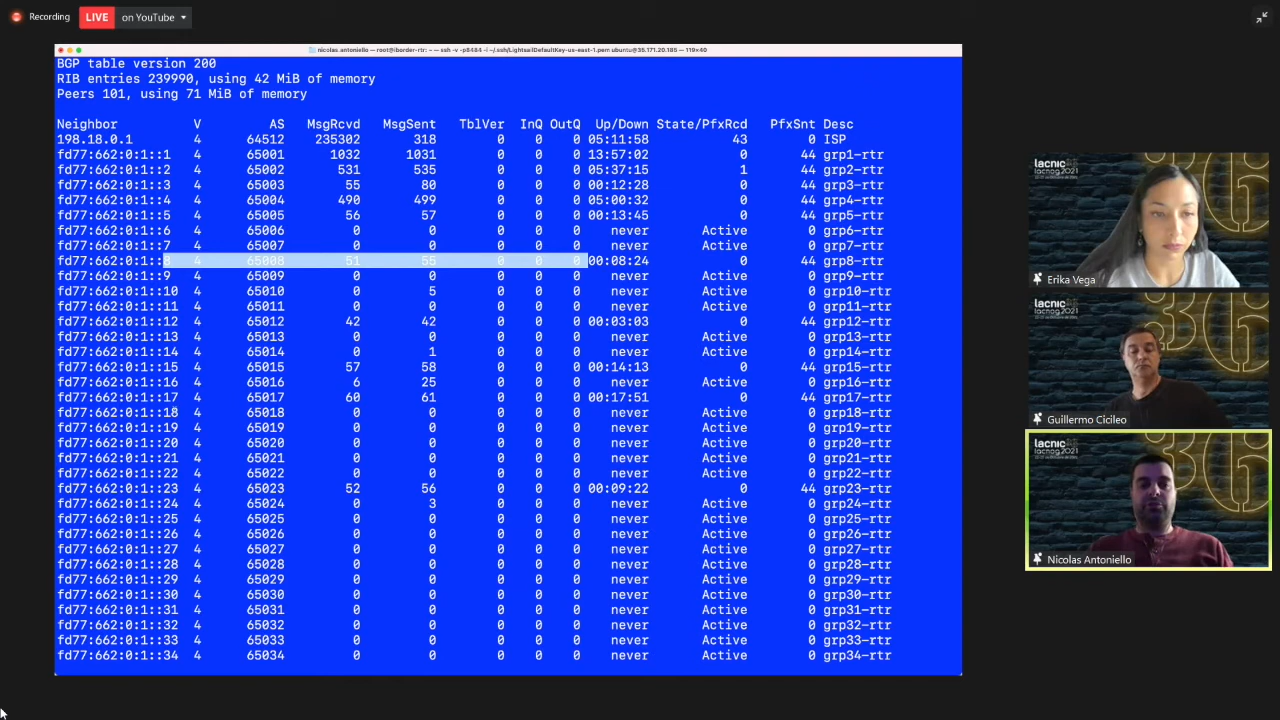 Recording
LIVE on YouTube
nicolas.antoniello — root@iborder-rtr: ~ — ssh -v -p8484 -i ~/.ssh/LightsailDefaultKey-us-east-1.pem ubuntu@35.171.20.185 — 119×40
BGP table version 200
RIB entries 239990, using 42 MiB of memory
Peers 101, using 71 MiB of memory
Neighbor V AS MsgRcvd MsgSent TblVer InQ OutQ Up/Down State/PfxRcd PfxSnt Desc
198.18.0.1 4 64512 235302 318 0 0 0 05:11:58 43 0 ISP
fd77:662:0:1::1 4 65001 1032 1031 0 0 0 13:57:02 0 44 grp1-rtr
fd77:662:0:1::2 4 65002 531 535 0 0 0 05:37:15 1 44 grp2-rtr
fd77:662:0:1::3 4 65003 55 80 0 0 0 00:12:28 0 44 grp3-rtr
fd77:662:0:1::4 4 65004 490 499 0 0 0 05:00:32 0 44 grp4-rtr
fd77:662:0:1::5 4 65005 56 57 0 0 0 00:13:45 0 44 grp5-rtr
fd77:662:0:1::6 4 65006 0 0 0 0 0 never Active 0 grp6-rtr
fd77:662:0:1::7 4 65007 0 0 0 0 0 never Active 0 grp7-rtr
fd77:662:0:1::8 4 65008 51 55 0 0 0 00:08:24 0 44 grp8-rtr
fd77:662:0:1::9 4 65009 0 0 0 0 0 never Active 0 grp9-rtr
fd77:662:0:1::10 4 65010 0 5 0 0 0 never Active 0 grp10-rtr
fd77:662:0:1::11 4 65011 0 0 0 0 0 never Active 0 grp11-rtr
fd77:662:0:1::12 4 65012 42 42 0 0 0 00:03:03 0 44 grp12-rtr
fd77:662:0:1::13 4 65013 0 0 0 0 0 never Active 0 grp13-rtr
fd77:662:0:1::14 4 65014 0 1 0 0 0 never Active 0 grp14-rtr
fd77:662:0:1::15 4 65015 57 58 0 0 0 00:14:13 0 44 grp15-rtr
fd77:662:0:1::16 4 65016 6 25 0 0 0 never Active 0 grp16-rtr
fd77:662:0:1::17 4 65017 60 61 0 0 0 00:17:51 0 44 grp17-rtr
fd77:662:0:1::18 4 65018 0 0 0 0 0 never Active 0 grp18-rtr
fd77:662:0:1::19 4 65019 0 0 0 0 0 never Active 0 grp19-rtr
fd77:662:0:1::20 4 65020 0 0 0 0 0 never Active 0 grp20-rtr
fd77:662:0:1::21 4 65021 0 0 0 0 0 never Active 0 grp21-rtr
fd77:662:0:1::22 4 65022 0 0 0 0 0 never Active 0 grp22-rtr
fd77:662:0:1::23 4 65023 52 56 0 0 0 00:09:22 0 44 grp23-rtr
fd77:662:0:1::24 4 65024 0 3 0 0 0 never Active 0 grp24-rtr
fd77:662:0:1::25 4 65025 0 0 0 0 0 never Active 0 grp25-rtr
fd77:662:0:1::26 4 65026 0 0 0 0 0 never Active 0 grp26-rtr
fd77:662:0:1::27 4 65027 0 0 0 0 0 never Active 0 grp27-rtr
fd77:662:0:1::28 4 65028 0 0 0 0 0 never Active 0 grp28-rtr
fd77:662:0:1::29 4 65029 0 0 0 0 0 never Active 0 grp29-rtr
fd77:662:0:1::30 4 65030 0 0 0 0 0 never Active 0 grp30-rtr
fd77:662:0:1::31 4 65031 0 0 0 0 0 never Active 0 grp31-rtr
fd77:662:0:1::32 4 65032 0 0 0 0 0 never Active 0 grp32-rtr
fd77:662:0:1::33 4 65033 0 0 0 0 0 never Active 0 grp33-rtr
fd77:662:0:1::34 4 65034 0 0 0 0 0 never Active 0 grp34-rtr
lacnic
lacnog 2021
Erika Vega
lacnic
lacnog 2021
Guillermo Cicileo
lacnic
lacnog 2021
Nicolas Antoniello